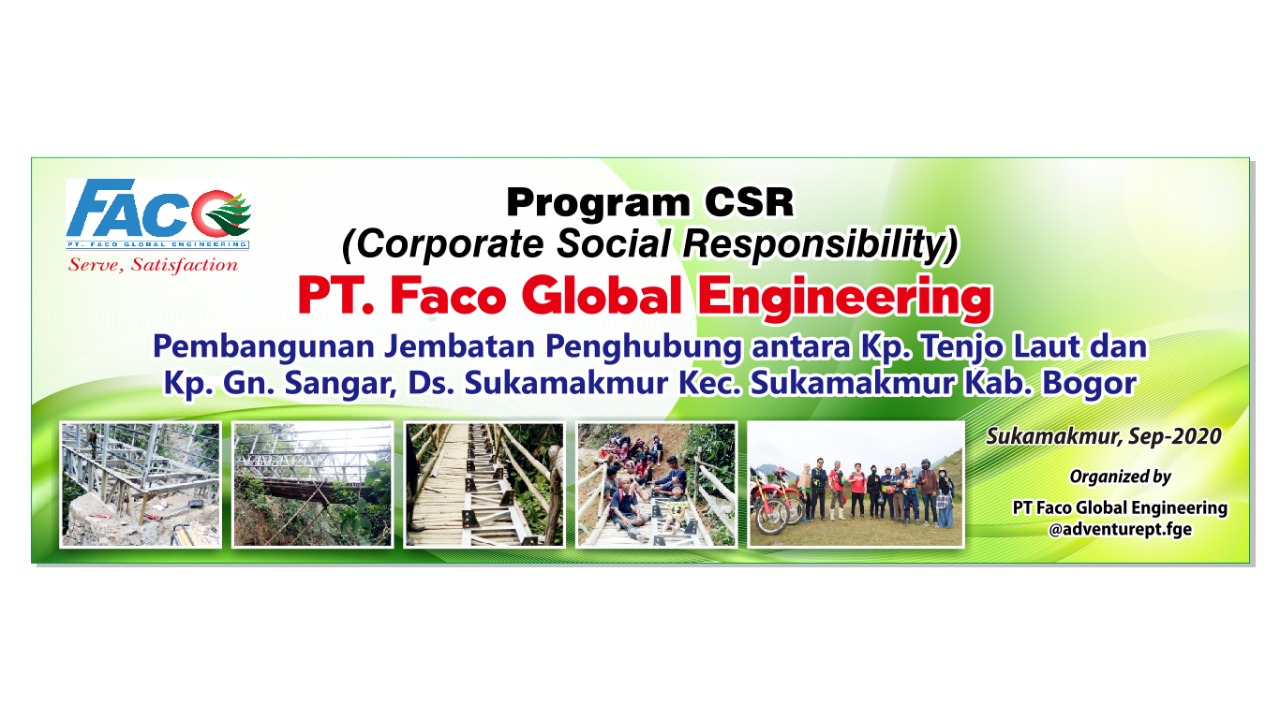 FACO
PT. FACO GLOBAL ENGINEERING
Serve, Satisfaction
Program CSR
(Corporate Social Responsibility)
PT. Faco Global Engineering
Pembangunan Jembatan Penghubung antara Kp. Tenjo Laut dan
Kp. Gn. Sangar, Ds. Sukamakmur Kec. Sukamakmur Kab. Bogor
Sukamakmur, Sep-2020
Organized by
PT Faco Global Engineering
@adventurept.fge